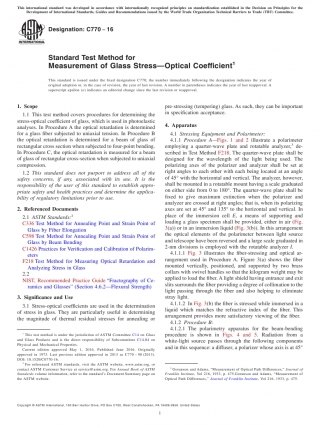 This international standard was developed in accordance with internationally recognized principles on standardization established in the Decision on Principles for the
Development of International Standards, Guides and Recommendations issued by the World Trade Organization Technical Barriers to Trade (TBT) Committee.
Designation: C770 − 16
INTERNATIONAL
Standard Test Method for
Measurement of Glass Stress—Optical Coefficient1
This standard is issued under the fixed designation C770; the number immediately following the designation indicates the year of
original adoption or, in the case of revision, the year of last revision. A number in parentheses indicates the year of last reapproval. A
superscript epsilon (ε) indicates an editorial change since the last revision or reapproval.
1. Scope
1.1 This test method covers procedures for determining the
stress-optical coefficient of glass, which is used in photoelastic
analyses. In Procedure A the optical retardation is determined
for a glass fiber subjected to uniaxial tension. In Procedure B
the optical retardation is determined for a beam of glass of
rectangular cross section when subjected to four-point bending.
In Procedure C, the optical retardation is measured for a beam
of glass of rectangular cross section when subjected to uniaxial
compression.
1.2 This standard does not purport to address all of the
safety concerns, if any, associated with its use. It is the
responsibility of the user of this standard to establish appro-
priate safety and health practices and determine the applica-
bility of regulatory limitations prior to use.
2. Referenced Documents
2.1 ASTM Standards:2
C336 Test Method for Annealing Point and Strain Point of
Glass by Fiber Elongation
C598 Test Method for Annealing Point and Strain Point of
Glass by Beam Bending
C1426 Practices for Verification and Calibration of Polarim-
eters
F218 Test Method for Measuring Optical Retardation and
Analyzing Stress in Glass
2.2
NIST, Recommended Practice Guide "Fractography of Ce-
ramics and Glasses" (Section 4.8.2—Flexural Strength)
3. Significance and Use
3.1 Stress-optical coefficients are used in the determination
of stress in glass. They are particularly useful in determining
the magnitude of thermal residual stresses for annealing or
1 This test method is under the jurisdiction of ASTM Committee C14 on Glass
and Glass Products and is the direct responsibility of Subcommittee C14.04 on
Physical and Mechanical Properties.
Current edition approved May 1, 2016. Published June 2016. Originally
approved in 1973. Last previous edition approved in 2013 as C770 – 98 (2013).
DOI: 10.1520/C0770-16.
2 For referenced ASTM standards, visit the ASTM website, www.astm.org, or
contact ASTM Customer Service at service@astm.org. For Annual Book of ASTM
Standards volume information, refer to the standard's Document Summary page on
the ASTM website.
pre-stressing (tempering) glass. As such, they can be important
in specification acceptance.
4. Apparatus
4.1 Stressing Equipment and Polarimeter:
4.1.1 Procedure A—Figs. 1 and 2 illustrate a polarimeter
employing a quarter-wave plate and rotatable analyzer,3 de-
scribed in Test Method F218. The quarter-wave plate shall be
designed for the wavelength of the light being used. The
polarizing axes of the polarizer and analyzer shall be set at
right angles to each other with each being located at an angle
of 45° with the horizontal and vertical. The analyzer, however,
shall be mounted in a rotatable mount having a scale graduated
on either side from 0 to 180°. The quarter-wave plate shall be
fixed to give maximum extinction when the polarizer and
analyzer are crossed at right angles; that is, when its polarizing
axes are set at 45° and 135° to the horizontal and vertical. In
place of the immersion cell E, a means of supporting and
loading a glass specimen shall be provided, either in air (Fig.
3(a)) or in an immersion liquid (Fig. 3(b)). In this arrangement
the optical elements of the polarimeter between light source
and telescope have been reversed and a large scale graduated in
2-nm divisions is employed with the rotatable analyzer J.
4.1.1.1 Fig. 3 illustrates the fiber-stressing and optical ar-
rangement used in Procedure A. Figure 3(a) shows the fiber
mounted vertically, positioned, and supported by two brass
collars with swivel handles so that the kilogram weight may be
applied to load the fiber. A light shield having entrance and exit
slits surrounds the fiber providing a degree of collimation to the
light passing through the fiber and also helping to eliminate
stray light.
4.1.1.2 In Fig. 3(b) the fiber is stressed while immersed in a
liquid which matches the refractive index of the fiber. This
arrangement provides more satisfactory viewing of the fiber.
4.1.2 Procedure B:
4.1.2.1 The polarimetry apparatus for the beam-bending
procedure is shown in Figs. 4 and 5. Radiation from a
white-light source passes through the following components
and in this sequence: a diffuser, a polarizer whose axis is at 45°
3 Goranson and Adams, "Measurement of Optical Path Differences," Journal of
Franklin Institute, Vol. 216, 1933, p. 475.
Copyright © ASTM International, 100 Barr Harbor Drive, PO Box C700, West Conshohocken, PA 19428-2959. United States
1